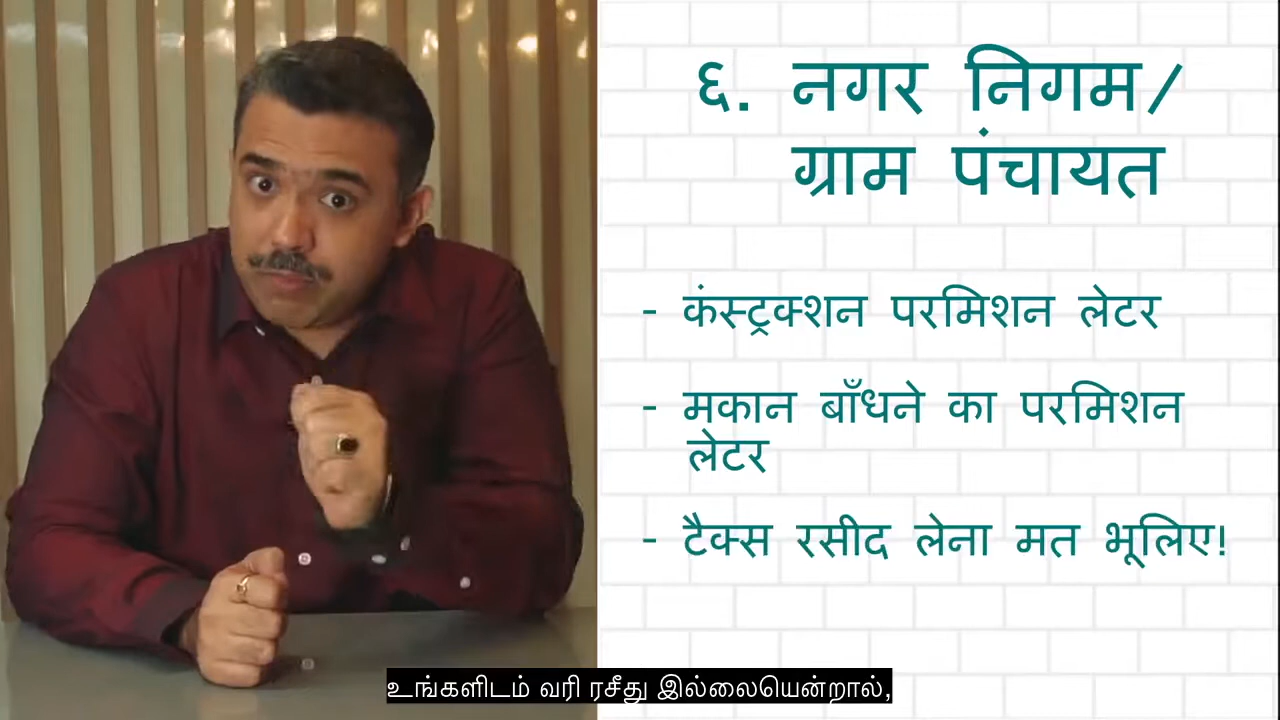 ६. नगर निगम/
ग्राम पंचायत
- कंस्ट्रक्शन परमिशन लेटर
- मकान बाँधने का परमिशन
लेटर
- टैक्स रसीद लेना मत भूलिए!
உங்களிடம் வரி ரசீது இல்லையென்றால்,